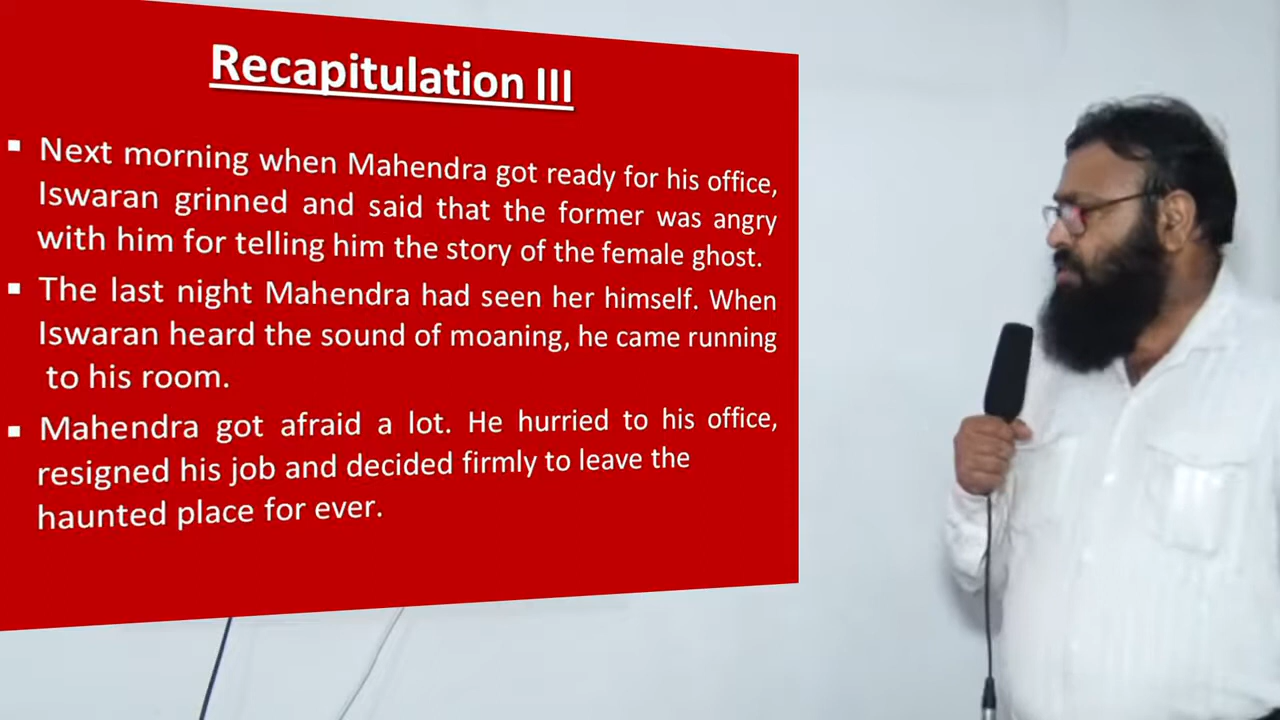 Recapitulation III
▪ Next morning when Mahendra got ready for his office,
Iswaran grinned and said that the former was angry
with him for telling him the story of the female ghost.
▪ The last night Mahendra had seen her himself. When
Iswaran heard the sound of moaning, he came running
to his room.
▪ Mahendra got afraid a lot. He hurried to his office,
resigned his job and decided firmly to leave the
haunted place for ever.